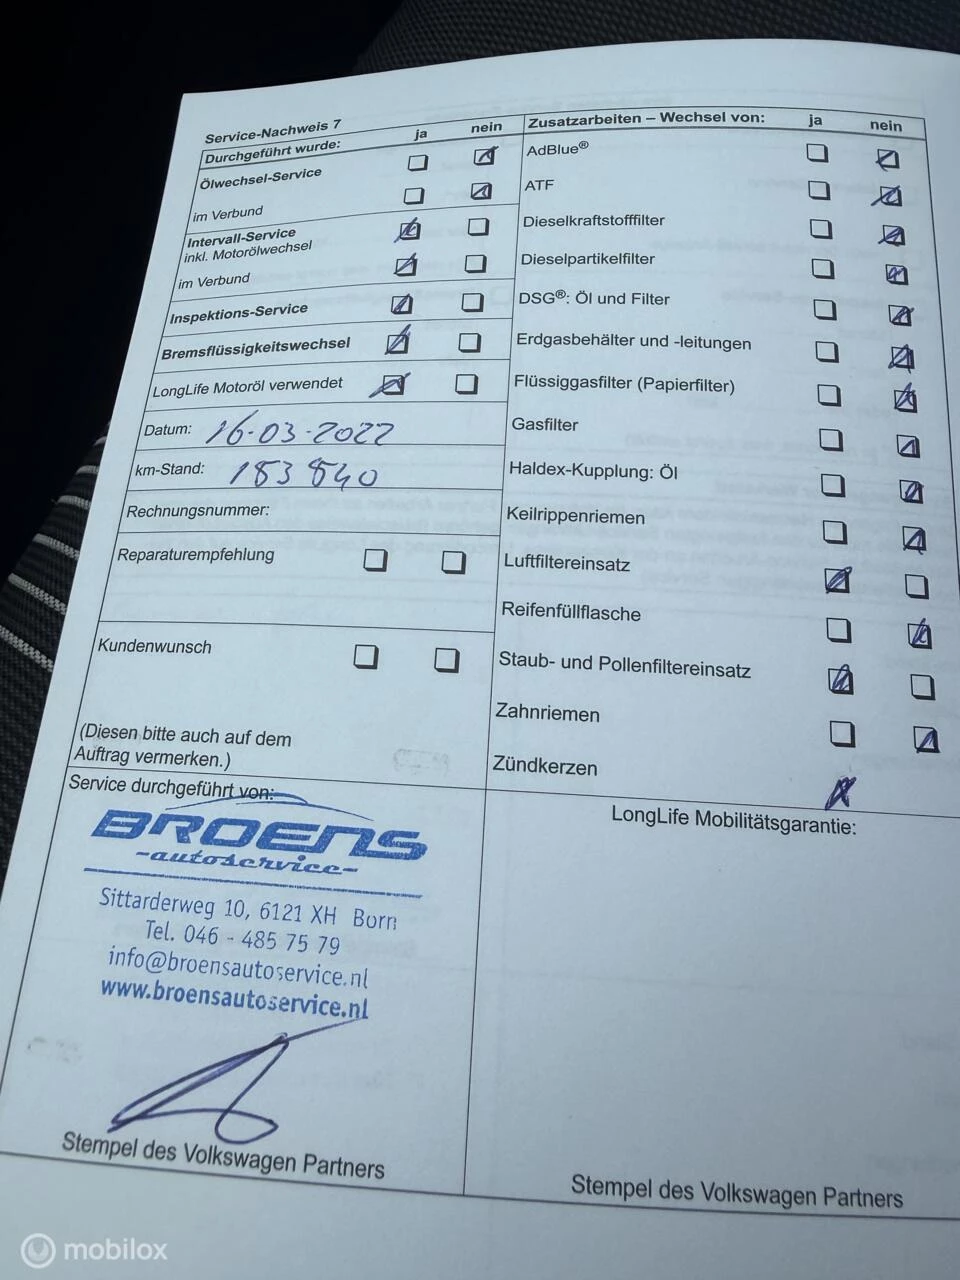 Service-Nachweis 7
Durchgeführt wurde: ja nein
Ölwechsel-Service
im Verbund
Intervall-Service
inkl. Motorölwechsel
im Verbund
Inspektions-Service
Bremsflüssigkeitswechsel
LongLife Motoröl verwendet
Datum: 16-03-2022
km-Stand: 183 840
Rechnungsnummer:
Reparaturempfehlung
Kundenwunsch
(Diesen bitte auch auf dem
Auftrag vermerken.)
Zusatzarbeiten – Wechsel von: ja nein
AdBlue®
ATF
Dieselkraftstofffilter
Dieselpartikelfilter
DSG®: Öl und Filter
Erdgasbehälter und -leitungen
Flüssiggasfilter (Papierfilter)
Gasfilter
Haldex-Kupplung: Öl
Keilrippenriemen
Luftfiltereinsatz
Reifenfüllflasche
Staub- und Pollenfiltereinsatz
Zahnriemen
Zündkerzen
Service durchgeführt von:
BROENS
-autoservice-
Sittarderweg 10, 6121 XH Born
Tel. 046 - 485 75 79
info@broensautoservice.nl
www.broensautoservice.nl
Stempel des Volkswagen Partners
LongLife Mobilitätsgarantie:
Stempel des Volkswagen Partners
mobilox